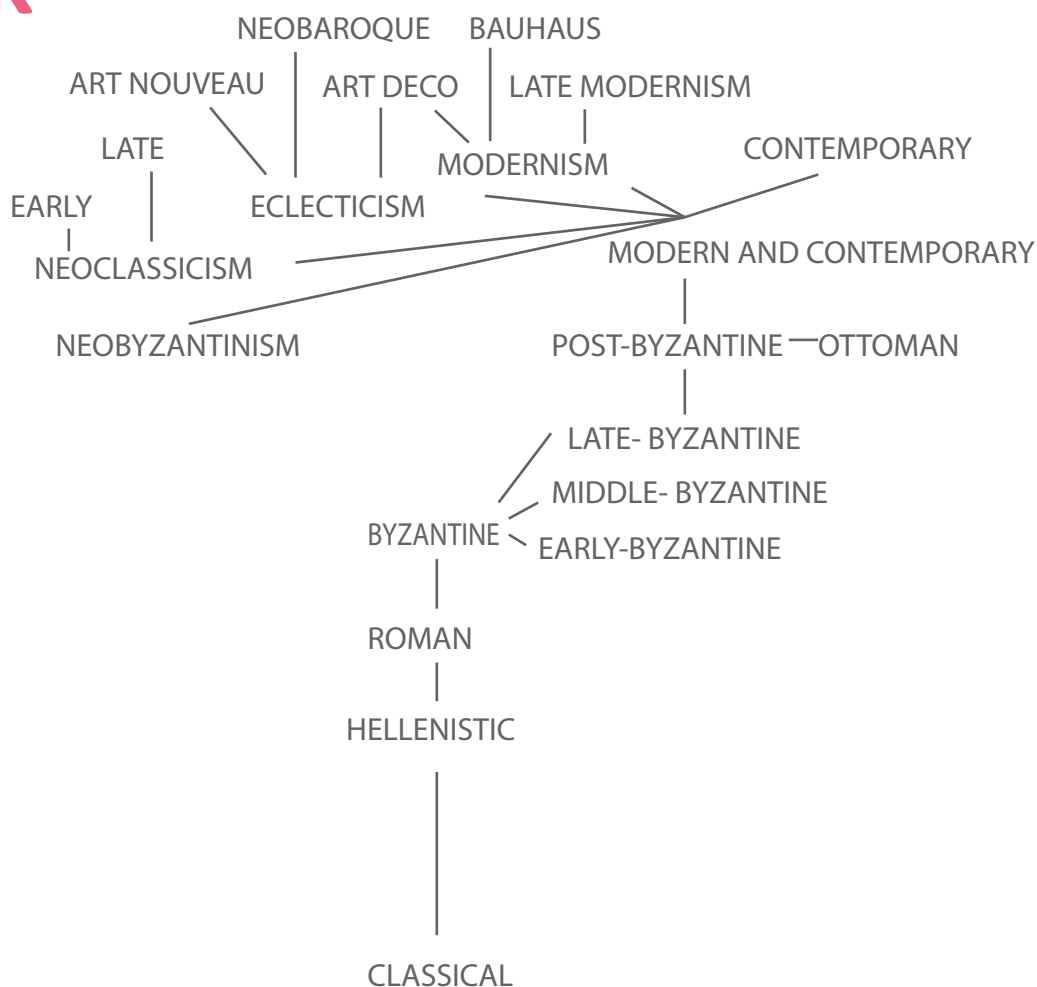 NEOBAROQUE BAUHAUS
ART NOUVEAU ART DECO LATE MODERNISM
LATE MODERNISM CONTEMPORARY
EARLY ECLECTICISM
NEOCLASSICISM MODERN AND CONTEMPORARY
NEOBYZANTINISM POST-BYZANTINE OTTOMAN
LATE- BYZANTINE
MIDDLE- BYZANTINE
BYZANTINE
EARLY-BYZANTINE
ROMAN
HELLENISTIC
CLASSICAL